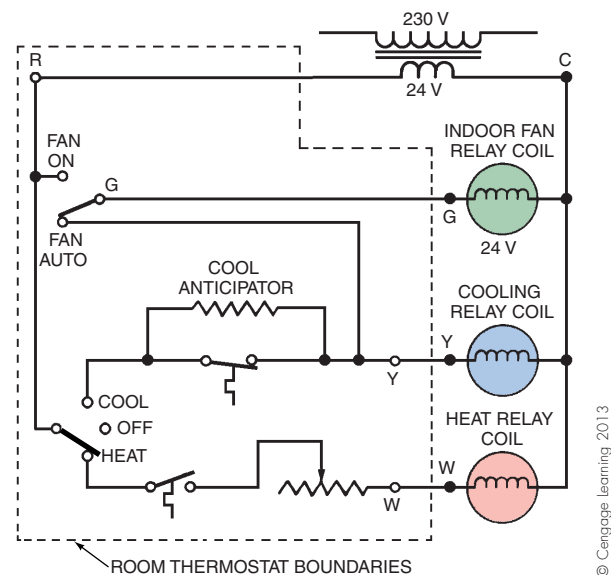 230 V
R
C
24 V
FAN
ON
INDOOR FAN
RELAY COIL
G
G
24 V
FAN
AUTO
COOL
ANTICIPATOR
COOLING
RELAY COIL
Y
Y
COOL
OFF
HEAT
HEAT RELAY
COIL
W
W
ROOM THERMOSTAT BOUNDARIES
© Cengage Learning 2013